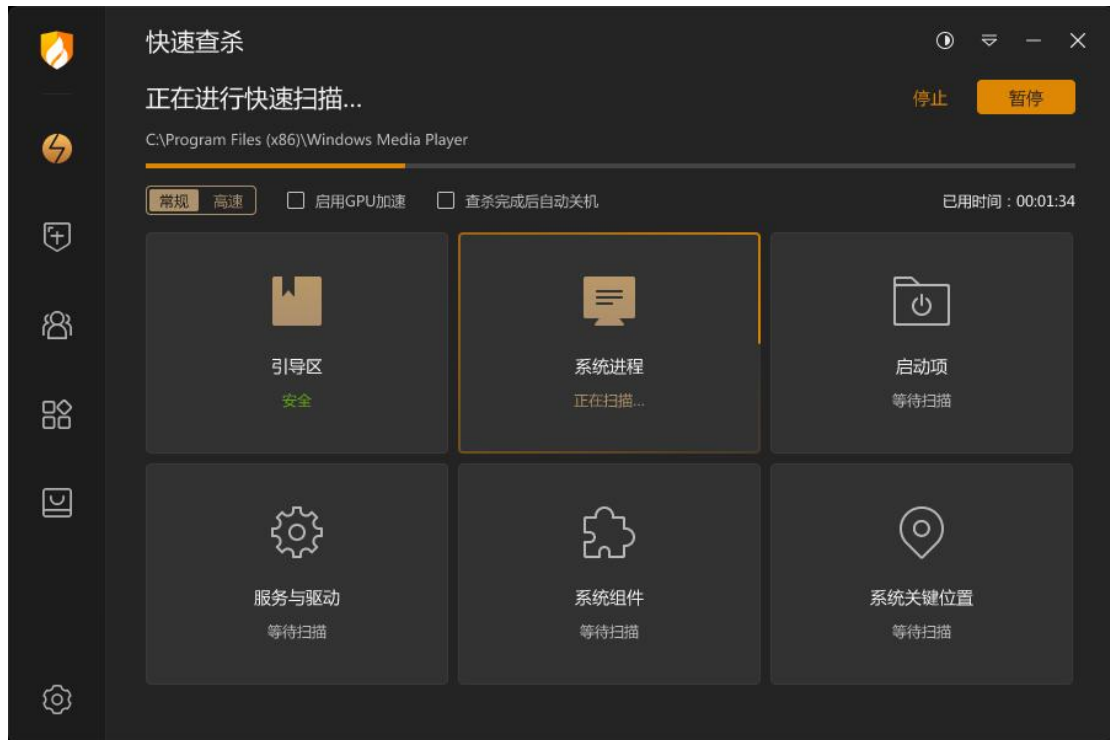 快速查杀
正在进行快速扫描...
停止
暂停
C:\Program Files (x86)\Windows Media Player
常规
高速
启用GPU加速
查杀完成后自动关机
已用时间：00:01:34
引导区
系统进程
启动项
安全
正在扫描...
等待扫描
服务与驱动
系统组件
系统关键位置
等待扫描
等待扫描
等待扫描